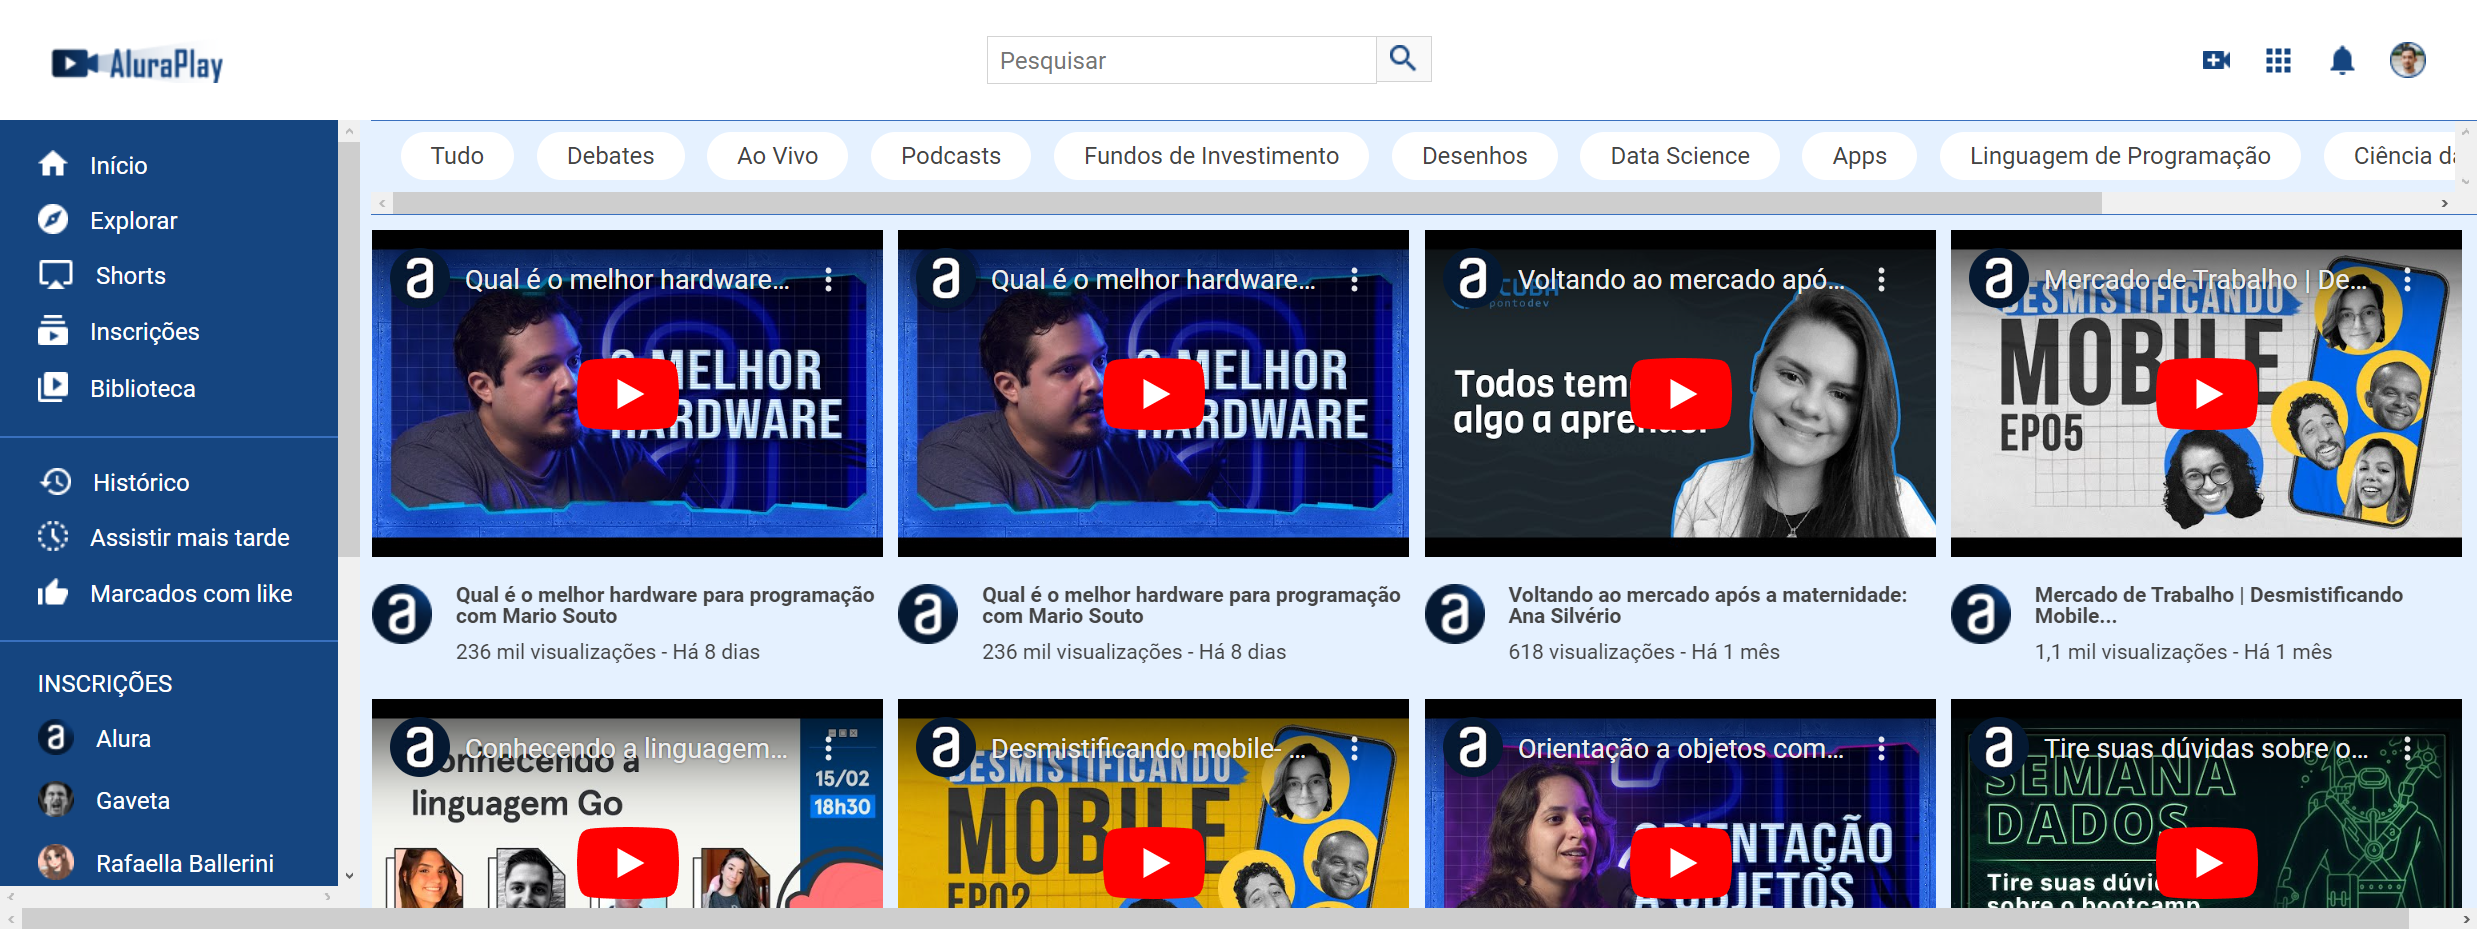 AluraPlay
Pesquisar
Início
Explorar
Shorts
Inscrições
Biblioteca
Histórico
Assistir mais tarde
Marcados com like
INSCRIÇÕES
Alura
Gaveta
Rafaella Ballerini
Tudo
Debates
Ao Vivo
Podcasts
Fundos de Investimento
Desenhos
Data Science
Apps
Linguagem de Programação
Ciência da
a
Qual é o melhor hardware...
O MELHOR
HARDWARE
a
Qual é o melhor hardware para programação
com Mario Souto
236 mil visualizações - Há 8 dias
a
Qual é o melhor hardware...
O MELHOR
HARDWARE
a
Qual é o melhor hardware para programação
com Mario Souto
236 mil visualizações - Há 8 dias
a
Voltando ao mercado apó...
pontodev
Todos temos
algo a aprender
a
Voltando ao mercado após a maternidade:
Ana Silvério
618 visualizações - Há 1 mês
a
Mercado de Trabalho | De...
DESMISTIFICANDO
MOBILE
EP05
a
Mercado de Trabalho | Desmistificando
Mobile...
1,1 mil visualizações - Há 1 mês
a
Conhecendo a linguagem...
Conhecendo a
linguagem Go
15/02
18h30
a
Desmistificando mobile- ...
DESMISTIFICANDO
MOBILE
EP02
a
Orientação a objetos com...
ORIENTAÇÃO
A OBJETOS
a
Tire suas dúvidas sobre o...
SEMANA
DADOS
Tire suas dúvi
sobre o bootcamp